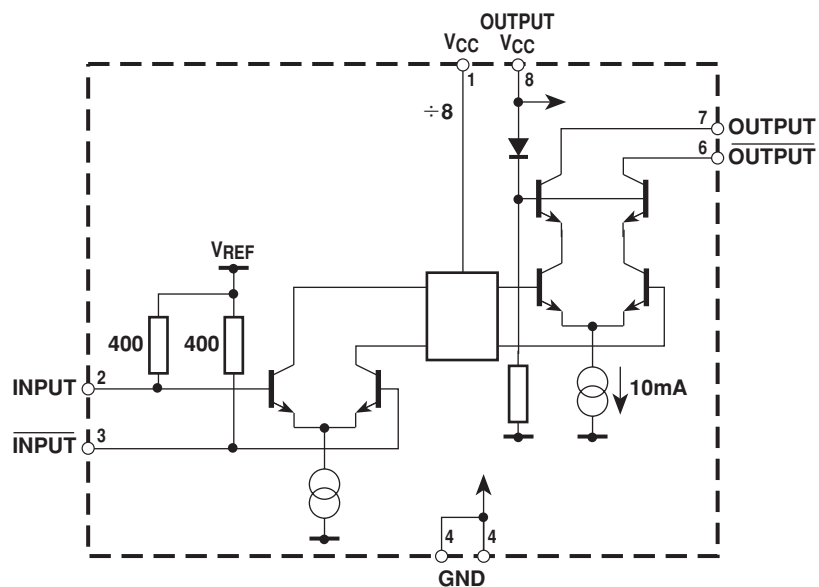 OUTPUT
VCC
VCC
1
8
÷8
7
OUTPUT
6
OUTPUT
VREF
400
400
INPUT
2
10mA
INPUT
3
4
4
GND